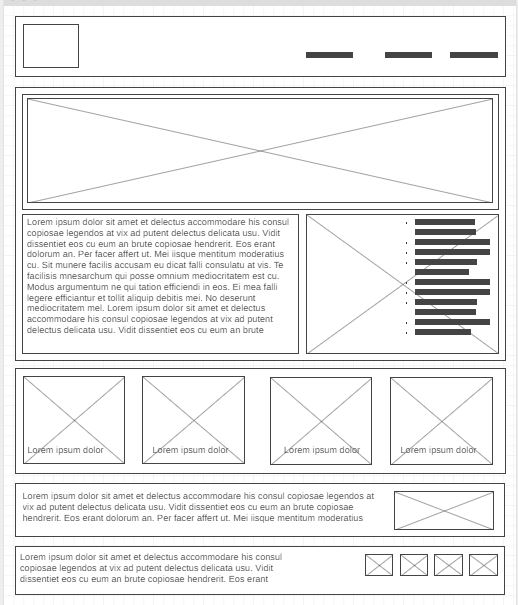 Lorem ipsum dolor sit amet et delectus accommodare his consul
copiosae legendos at vix ad putent delectus delicata usu. Vidit
dissentiet eos cu eum an brute copiosae hendrerit. Eos erant
dolorum an. Per facer affert ut. Mei iisque mentitum moderatius
cu. Sit munere facilis accusam eu dicat falli consulatu at vis. Te
facilisis mnesarchum qui posse omnium mediocritatem est cu.
Modus argumentum ne qui tation efficiendi in eos. Ei mea falli
legere efficiantur et tollit aliquip debitis mei. No deserunt
mediocritatem mel. Lorem ipsum dolor sit amet et delectus
accommodare his consul copiosae legendos at vix ad putent
delectus delicata usu. Vidit dissentiet eos cu eum an brute
Lorem ipsum dolor
Lorem ipsum dolor
Lorem ipsum dolor
Lorem ipsum dolor
Lorem ipsum dolor sit amet et delectus accommodare his consul copiosae legendos at
vix ad putent delectus delicata usu. Vidit dissentiet eos cu eum an brute copiosae
hendrerit. Eos erant dolorum an. Per facer affert ut. Mei iisque mentitum moderatius
Lorem ipsum dolor sit amet et delectus accommodare his consul
copiosae legendos at vix ad putent delectus delicata usu. Vidit
dissentiet eos cu eum an brute copiosae hendrerit. Eos erant